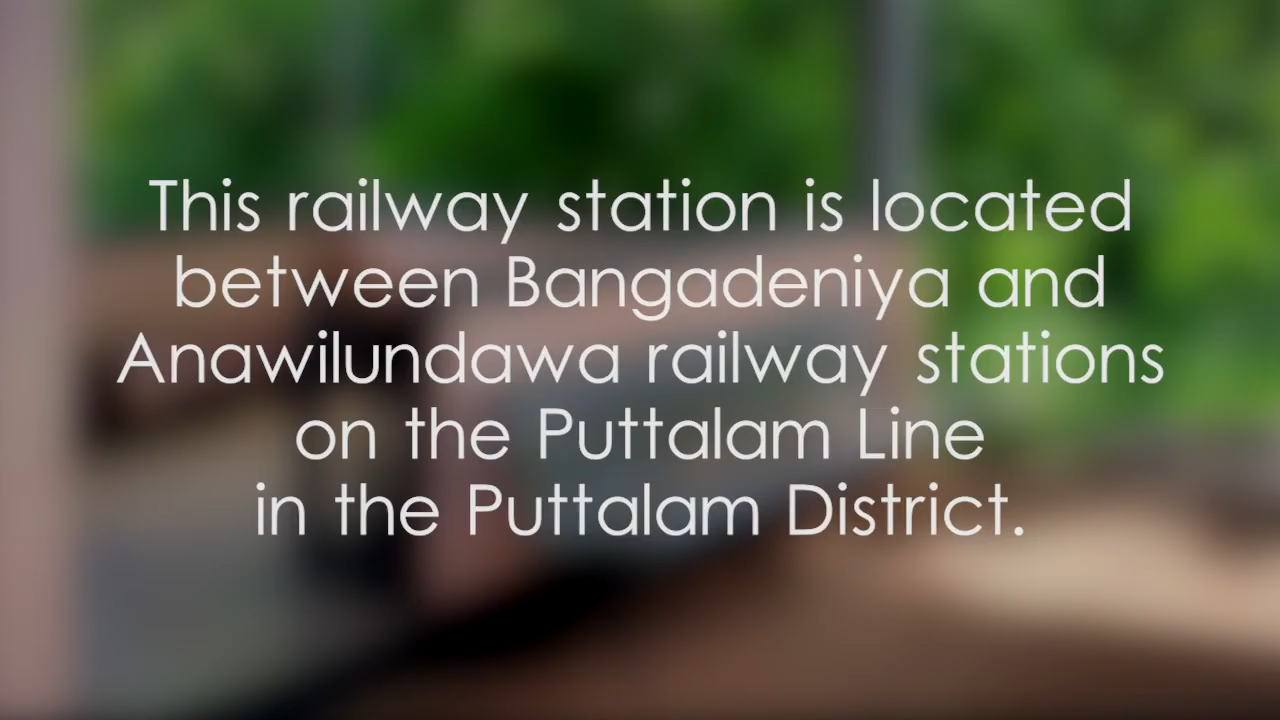 This railway station is located
between Bangadeniya and
Anawilundawa railway stations
on the Puttalam Line
in the Puttalam District.